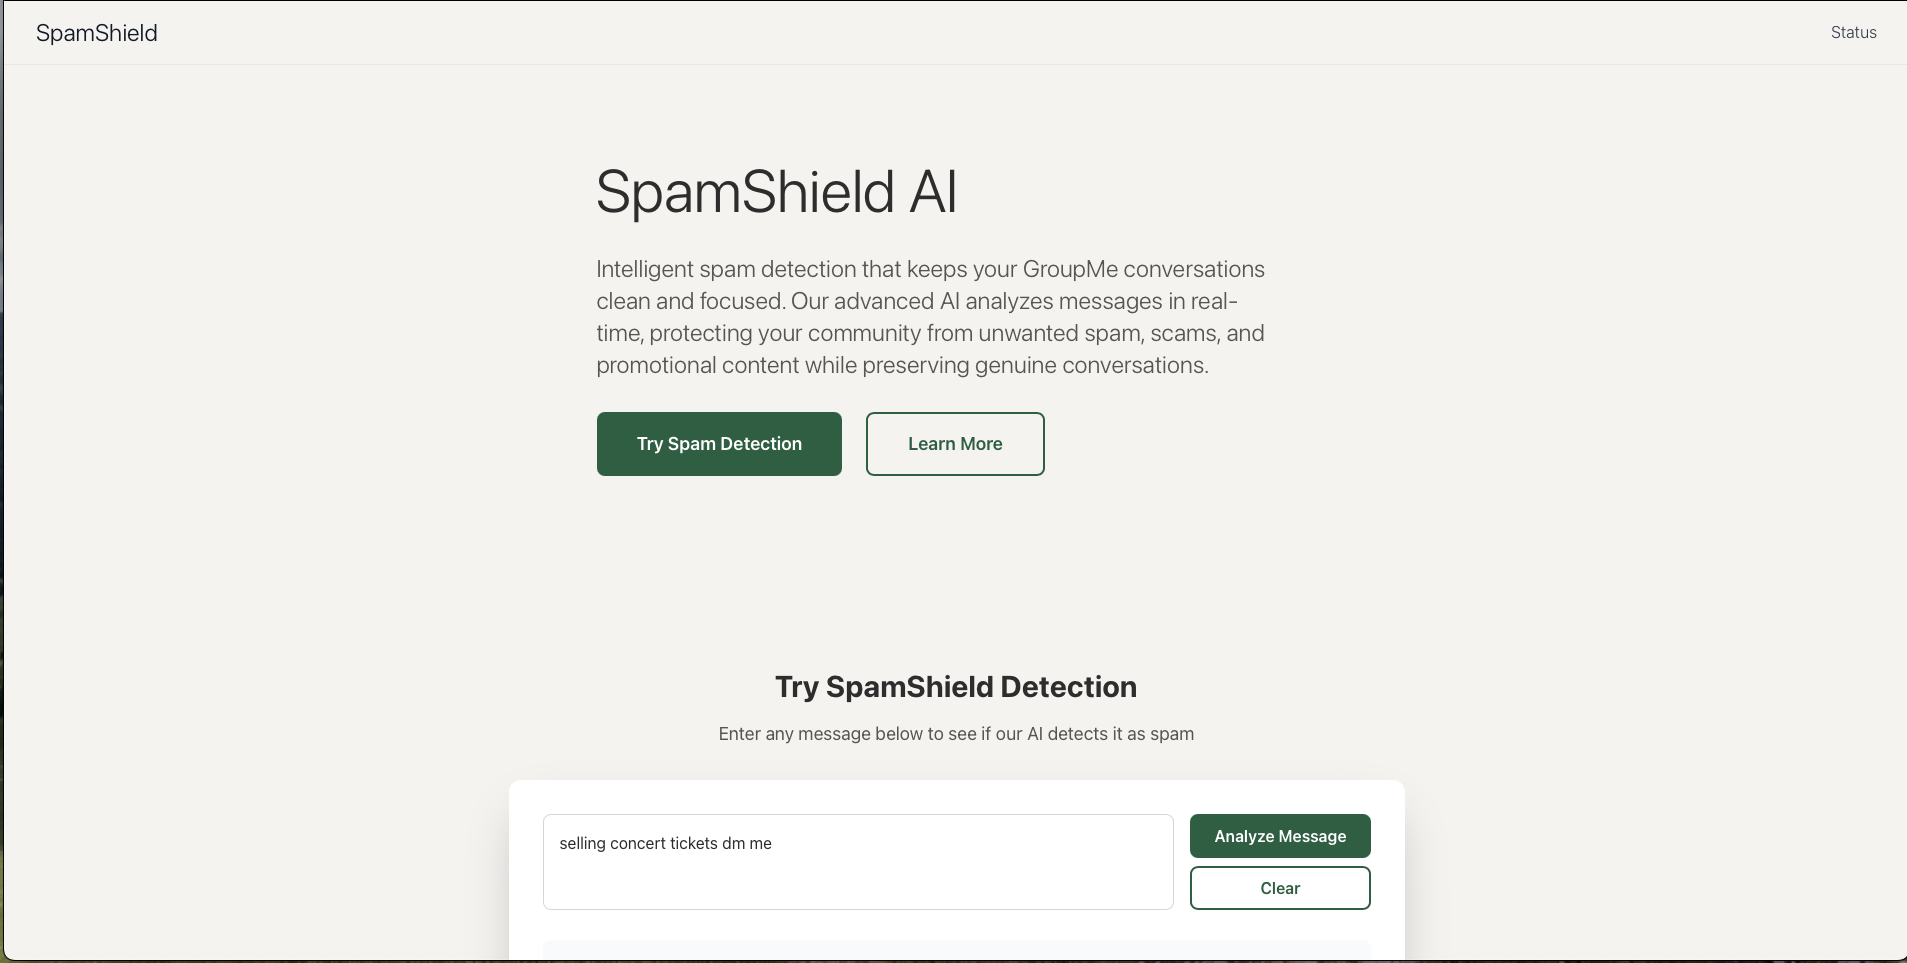 SpamShield
Status
SpamShield AI
Intelligent spam detection that keeps your GroupMe conversations
clean and focused. Our advanced AI analyzes messages in real-
time, protecting your community from unwanted spam, scams, and
promotional content while preserving genuine conversations.
Try Spam Detection
Learn More
Try SpamShield Detection
Enter any message below to see if our AI detects it as spam
selling concert tickets dm me
Analyze Message
Clear